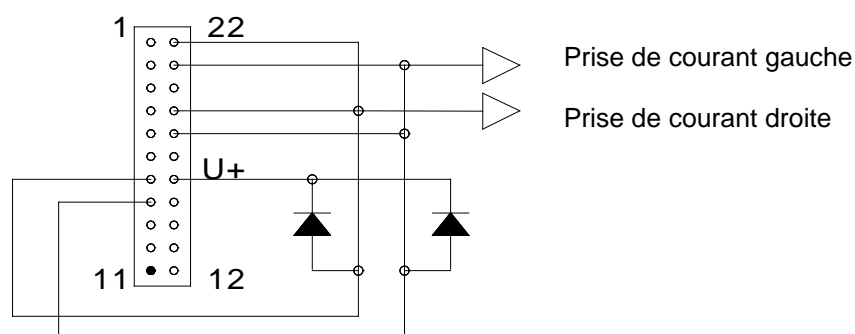 1 22
Prise de courant gauche
Prise de courant droite
U+
11 12